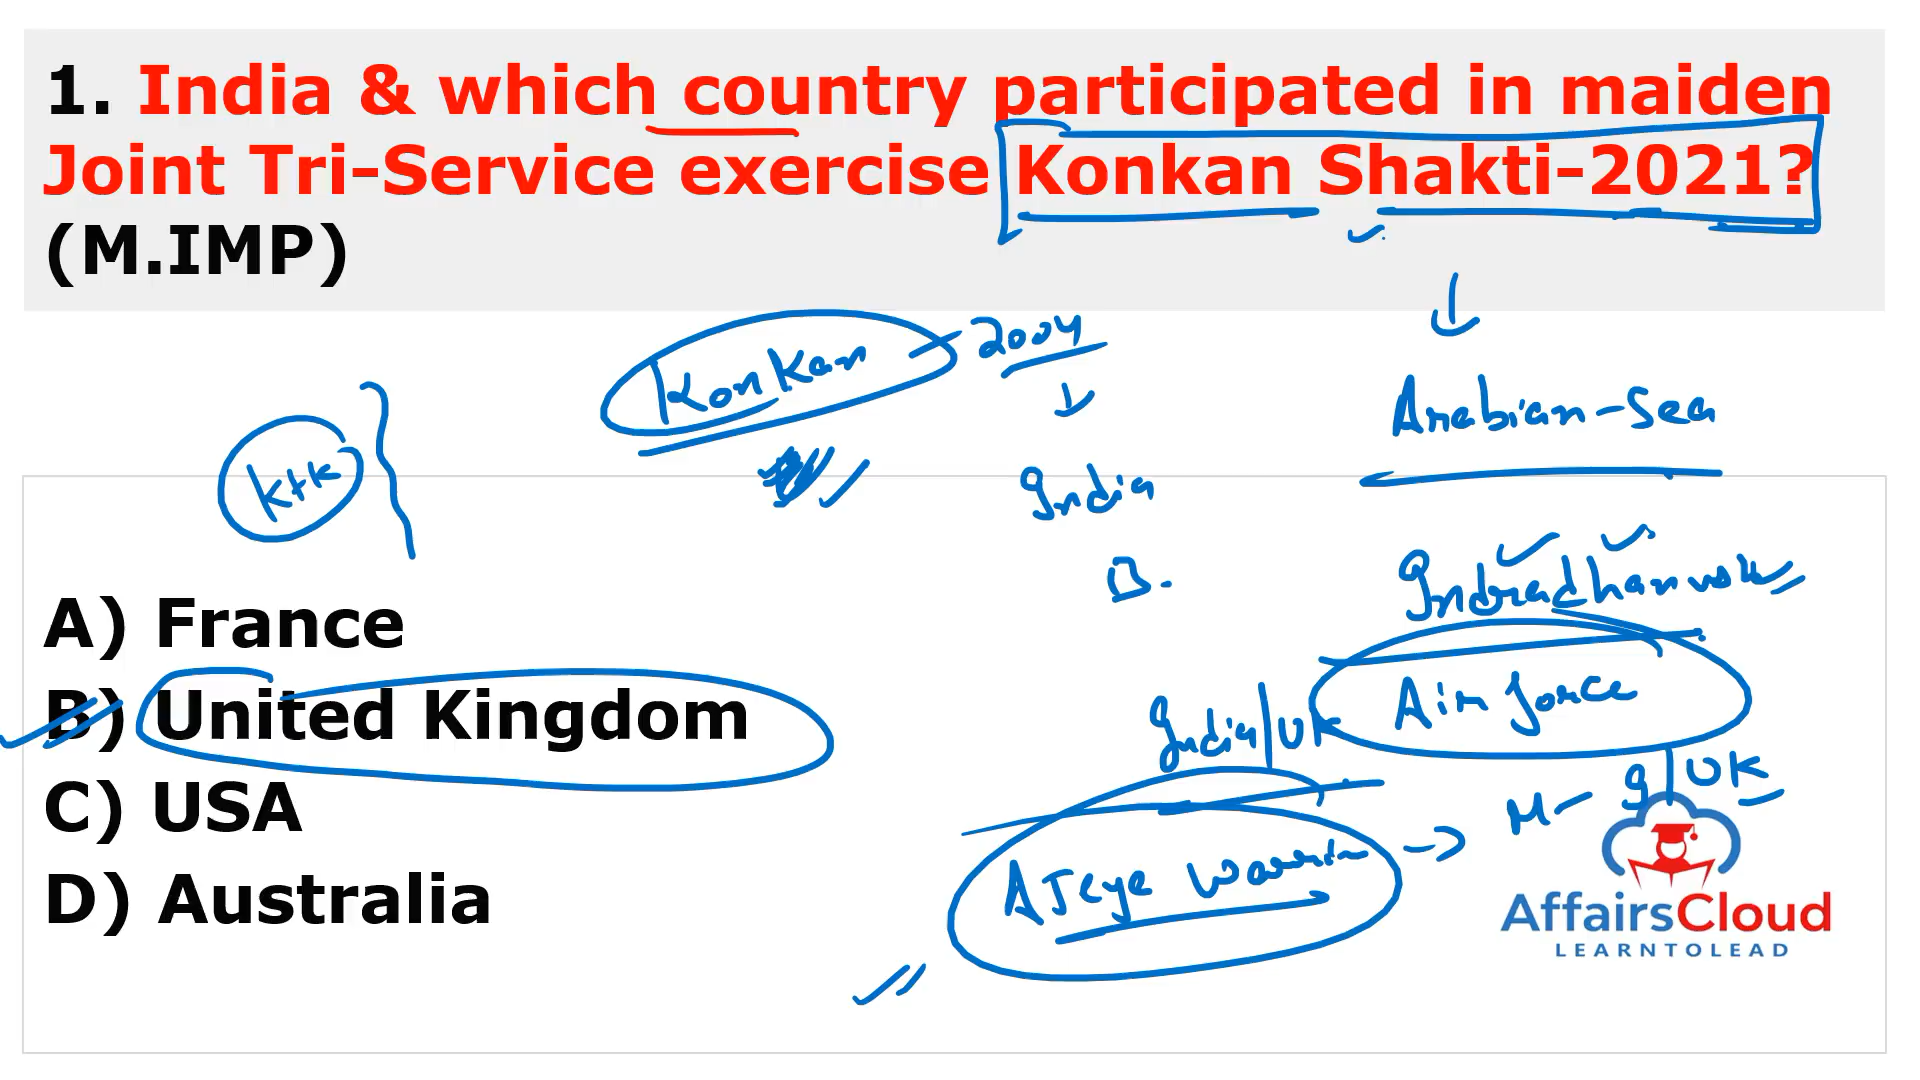 1. India & which country participated in maiden
Joint Tri-Service exercise Konkan Shakti-2021?
(M.IMP)
Konkan - 2004
Arabian-Sea
India
B.
A) France
B) United Kingdom
C) USA
D) Australia
Air force
India/UK
UK
Ajeya Warrior
AffairsCloud
LEARNTOLEAD